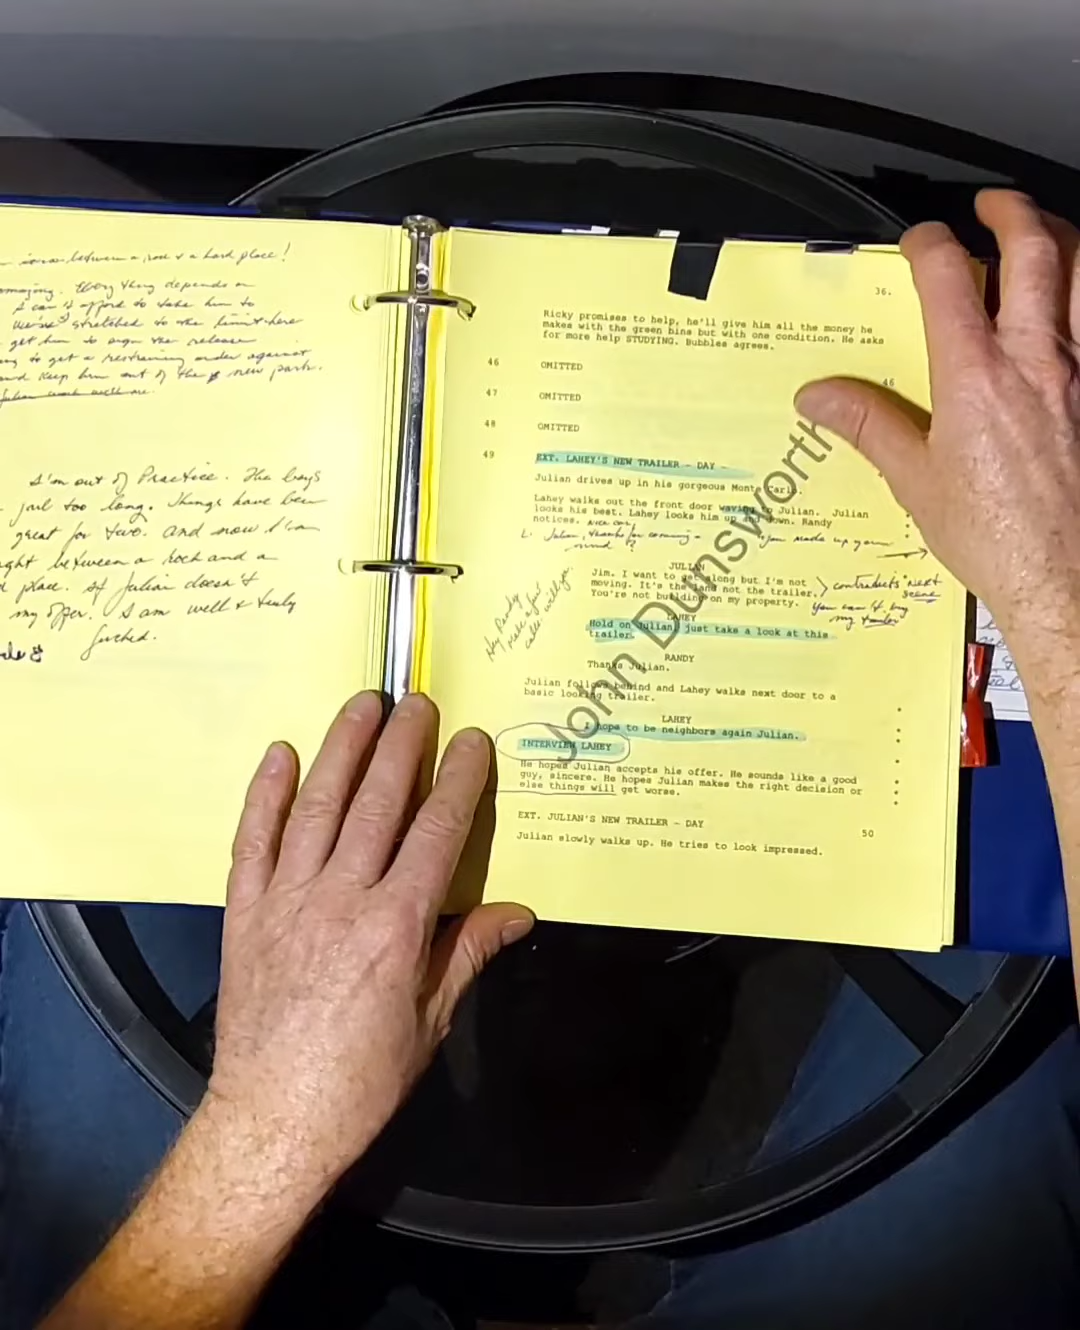 between a rock & a hard place!
amazing. Every thing depends on
I can't afford to take him to
We're stretched to the limit here
get him to sign the release
to get a restraining order against
and keep him out of the new park.
Julian
I'm out of Practice. The boys
jail too long. Things have been
great for two. and now I am
between a rock and a
place. If Julian doesn't
my offer. I am well & truly
fucked.
36.
Ricky promises to help, he'll give him all the money he
makes with the green bins but with one condition. He asks
for more help STUDYING. Bubbles agrees.
46 OMITTED 46
47 OMITTED
48 OMITTED
49 EXT. LAHEY'S NEW TRAILER - DAY
Julian drives up in his gorgeous Monte Carlo.
Lahey walks out the front door waving to Julian. Julian
looks his best. Lahey looks him up and down. Randy
notices. nice car,
L. Julian, thanks for coming - you made up your
mind?
JULIAN
Jim. I want to get along but I'm not
moving. It's the land not the trailer.
You're not building on my property.
contradicts next
scene
You can't buy
my trailer
Hey Randy
LAHEY
Hold on Julian, just take a look at this
trailer.
RANDY
Thanks Julian.
Julian follows behind and Lahey walks next door to a
basic looking trailer.
LAHEY
I hope to be neighbors again Julian.
INTERVIEW LAHEY
He hopes Julian accepts his offer. He sounds like a good
guy, sincere. He hopes Julian makes the right decision or
else things will get worse.
EXT. JULIAN'S NEW TRAILER - DAY 50
Julian slowly walks up. He tries to look impressed.
John Dunsworth